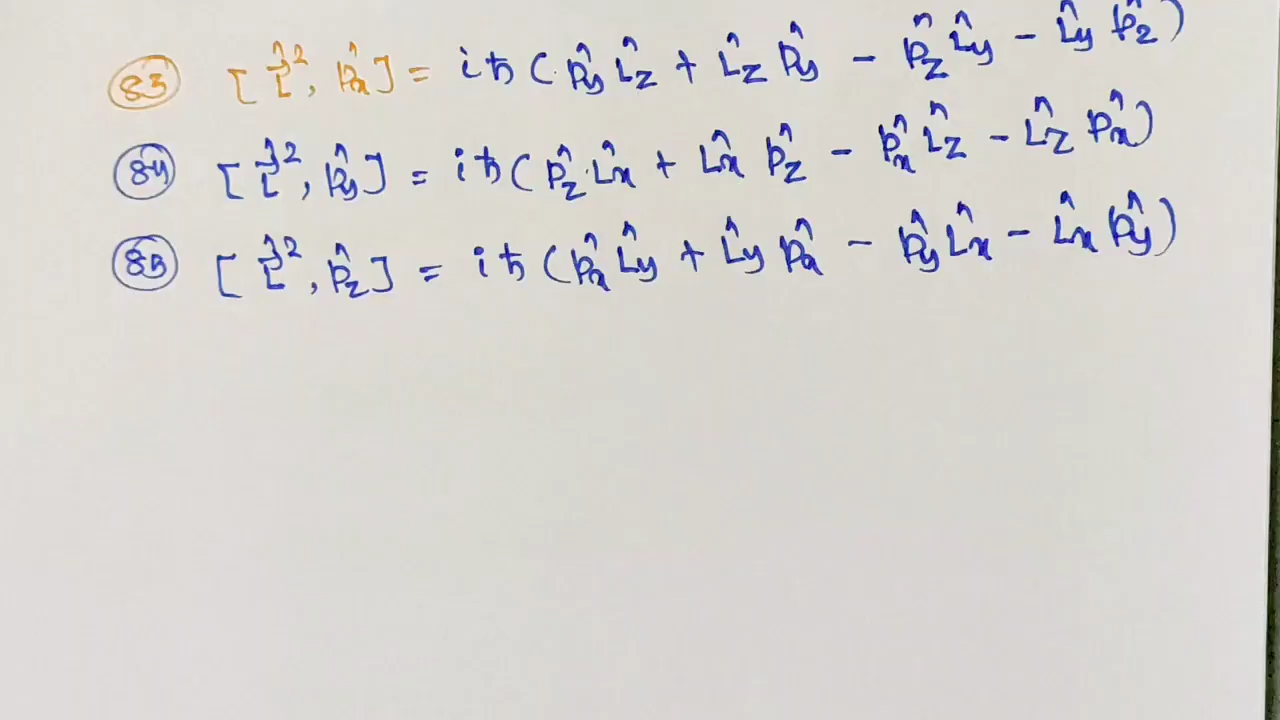 83 [L̂², p̂x] = iħ (p̂y L̂z + L̂z p̂y − p̂z L̂y − L̂y p̂z)
84 [L̂², p̂y] = iħ (p̂z L̂x + L̂x p̂z − p̂x L̂z − L̂z p̂x)
85 [L̂², p̂z] = iħ (p̂x L̂y + L̂y p̂x − p̂y L̂x − L̂x p̂y)